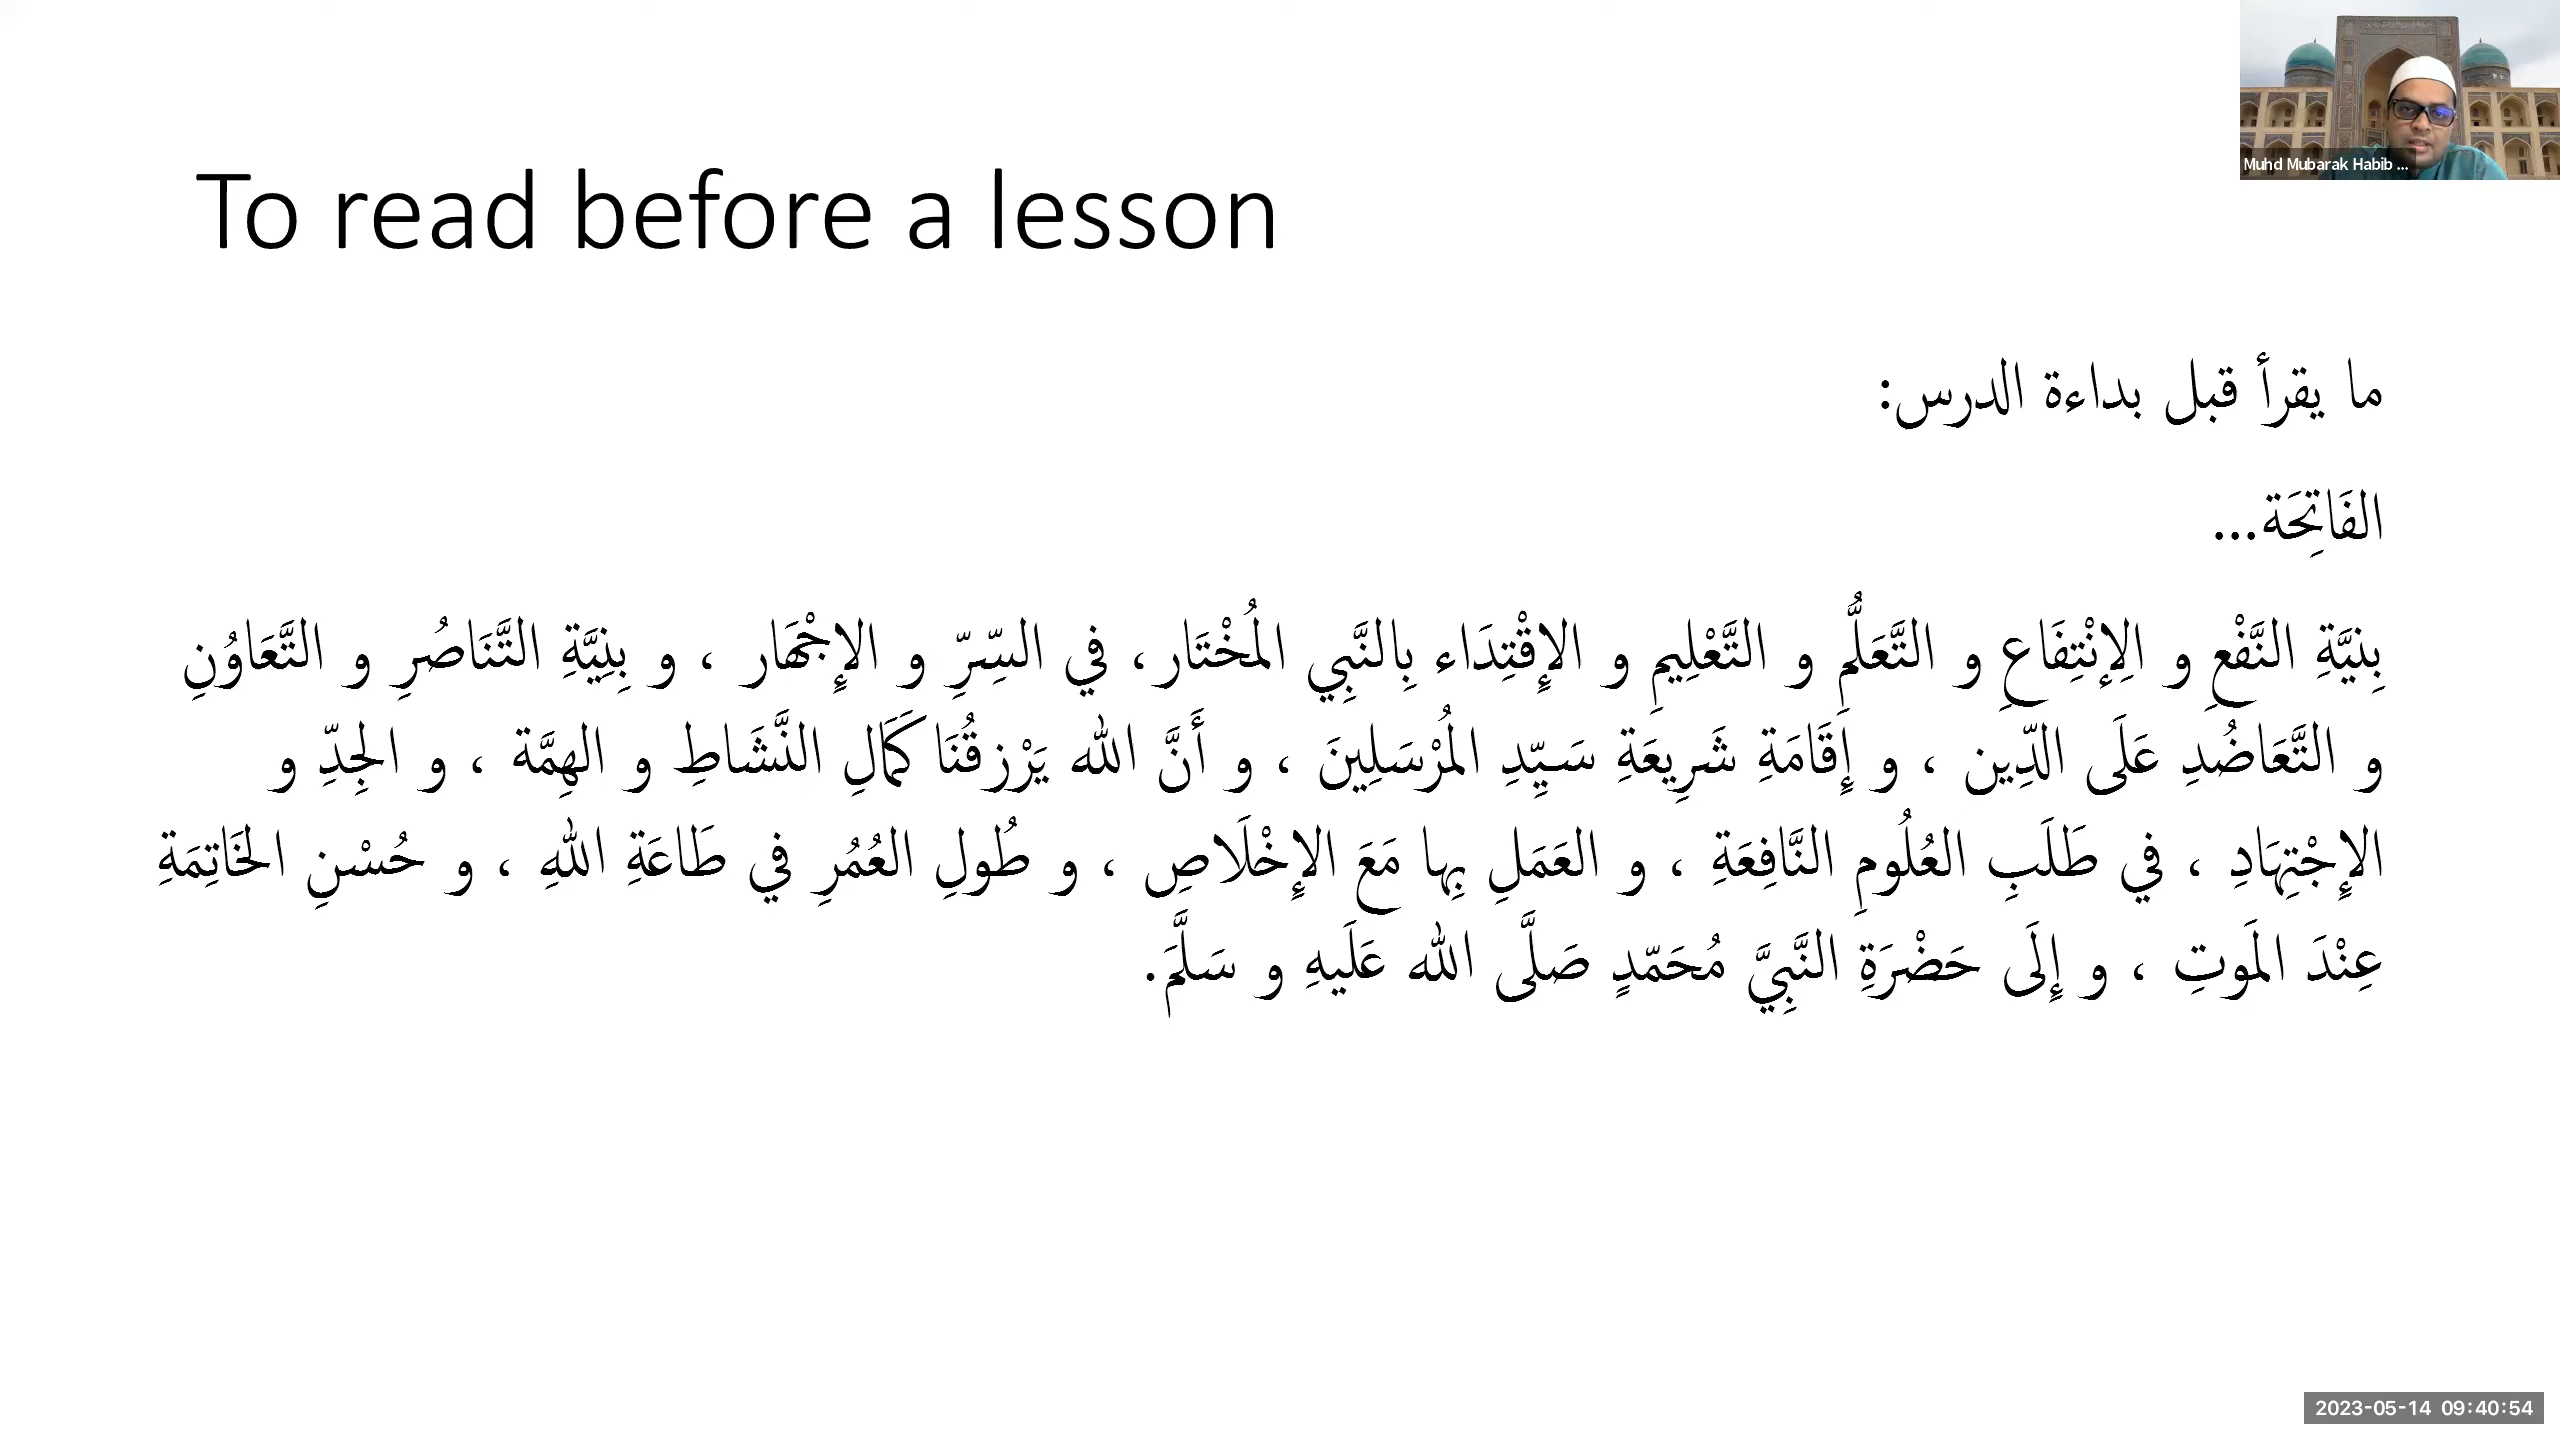 Muhd Mubarak Habib ...
To read before a lesson
ما يقرأ قبل بداءة الدرس:
الفَاتِحَة...
بِنِيَّةِ النَّفْعِ و الِإنْتِفَاعِ و التَّعَلُّمِ و التَّعْلِيمِ و الإِقْتِدَاء بِالنَّبِي المُخْتَار، في السِّرِّ و الإِجْهَار ، و بِنِيَّةِ التَّنَاصُرِ و التَّعَاوُنِ
و التَّعَاضُدِ عَلَى الدِّين ، و إِقَامَةِ شَرِيعَةِ سَيِّدِ المُرْسَلِينَ ، و أَنَّ الله يَرْزقُنَا كَمَالِ النَّشَاطِ و الهِمَّة ، و الجِدِّ و
الإِجْتِهَادِ ، في طَلَبِ العُلُومِ النَّافِعَةِ ، و العَمَلِ بِها مَعَ الإِخْلَاصِ ، و طُولِ العُمُرِ في طَاعَةِ اللهِ ، و حُسْنِ الخَاتِمَةِ
عِنْدَ المَوتِ ، و إِلَى حَضْرَةِ النَّبِيَّ مُحَمّدٍ صَلَّى الله عَلَيهِ و سَلَّمَ.
2023-05-14 09:40:54